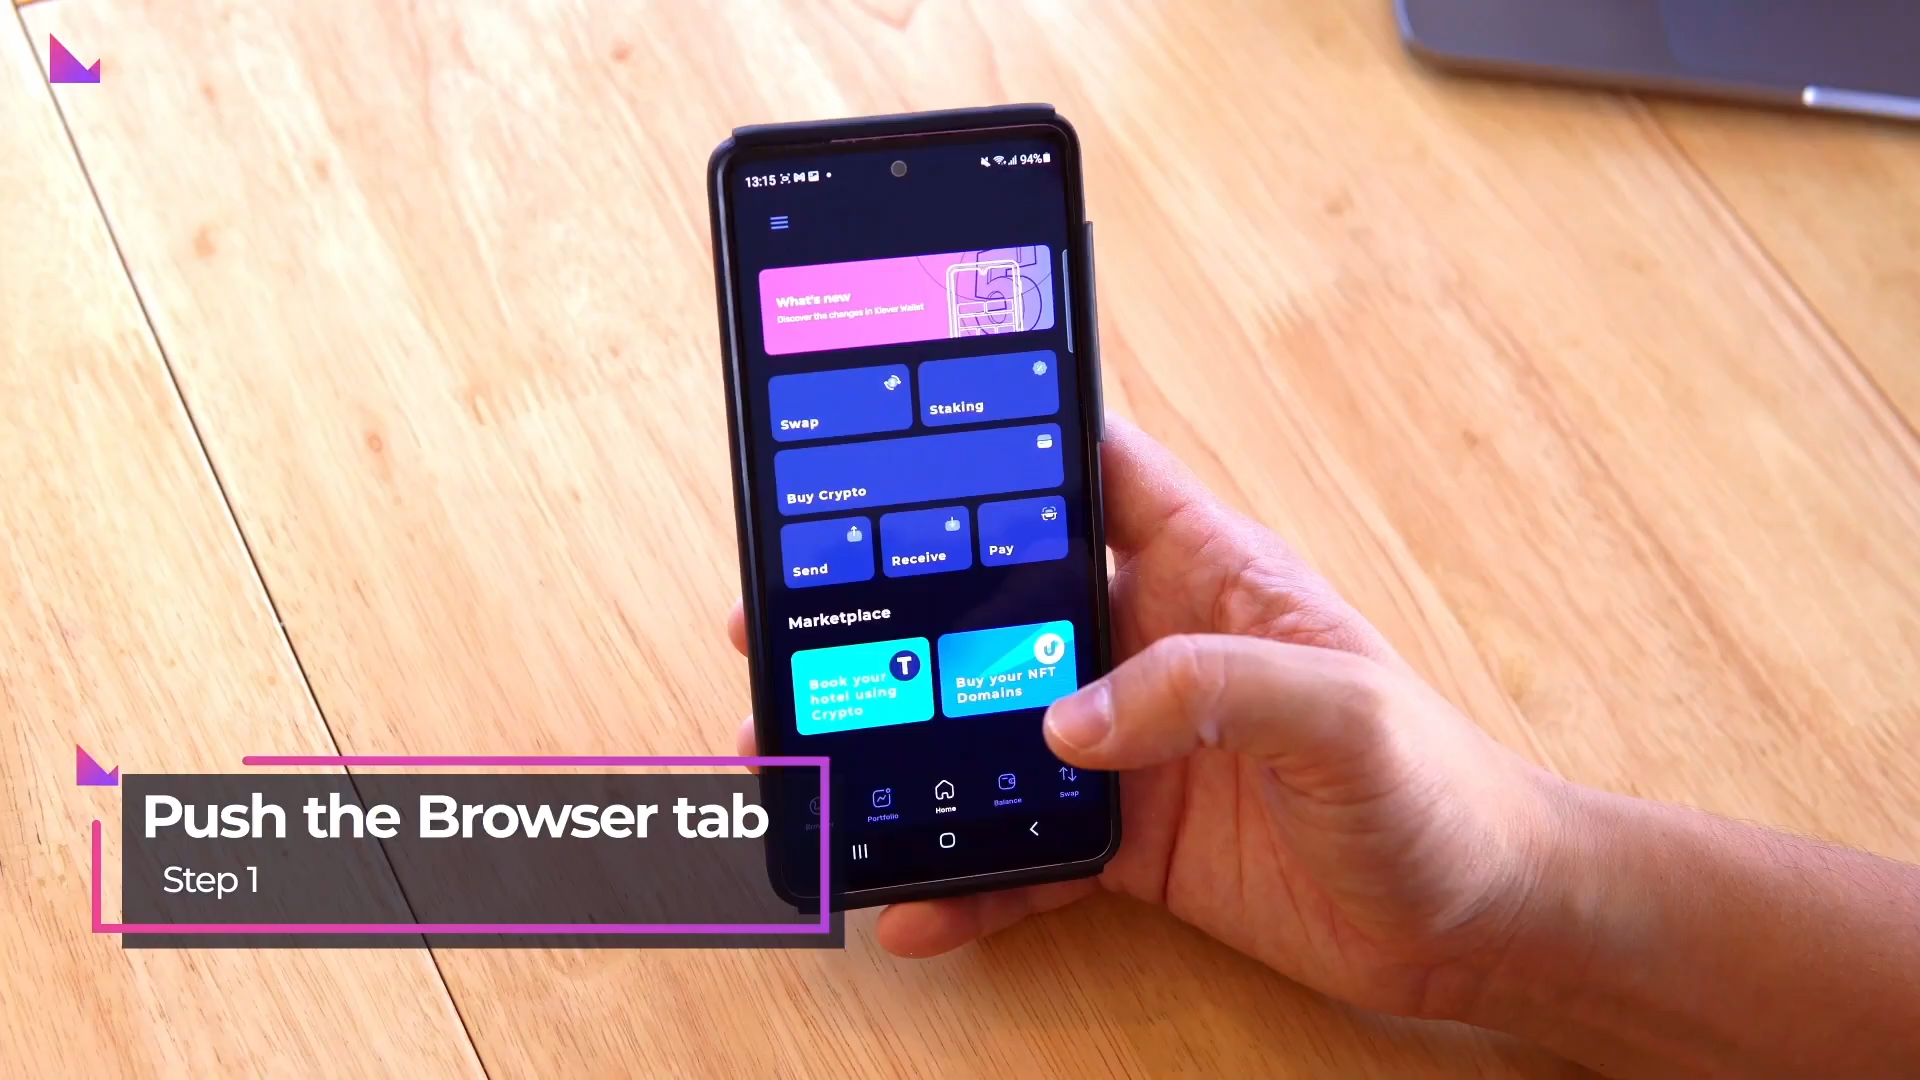 13:15
94%
What's new
Discover the changes in Klever Wallet
Swap
Staking
Buy Crypto
Send
Receive
Pay
Marketplace
T
Book your
hotel using
Crypto
Buy your NFT
Domains
Browser
Portfolio
Home
Balance
Swap
Push the Browser tab
Step 1